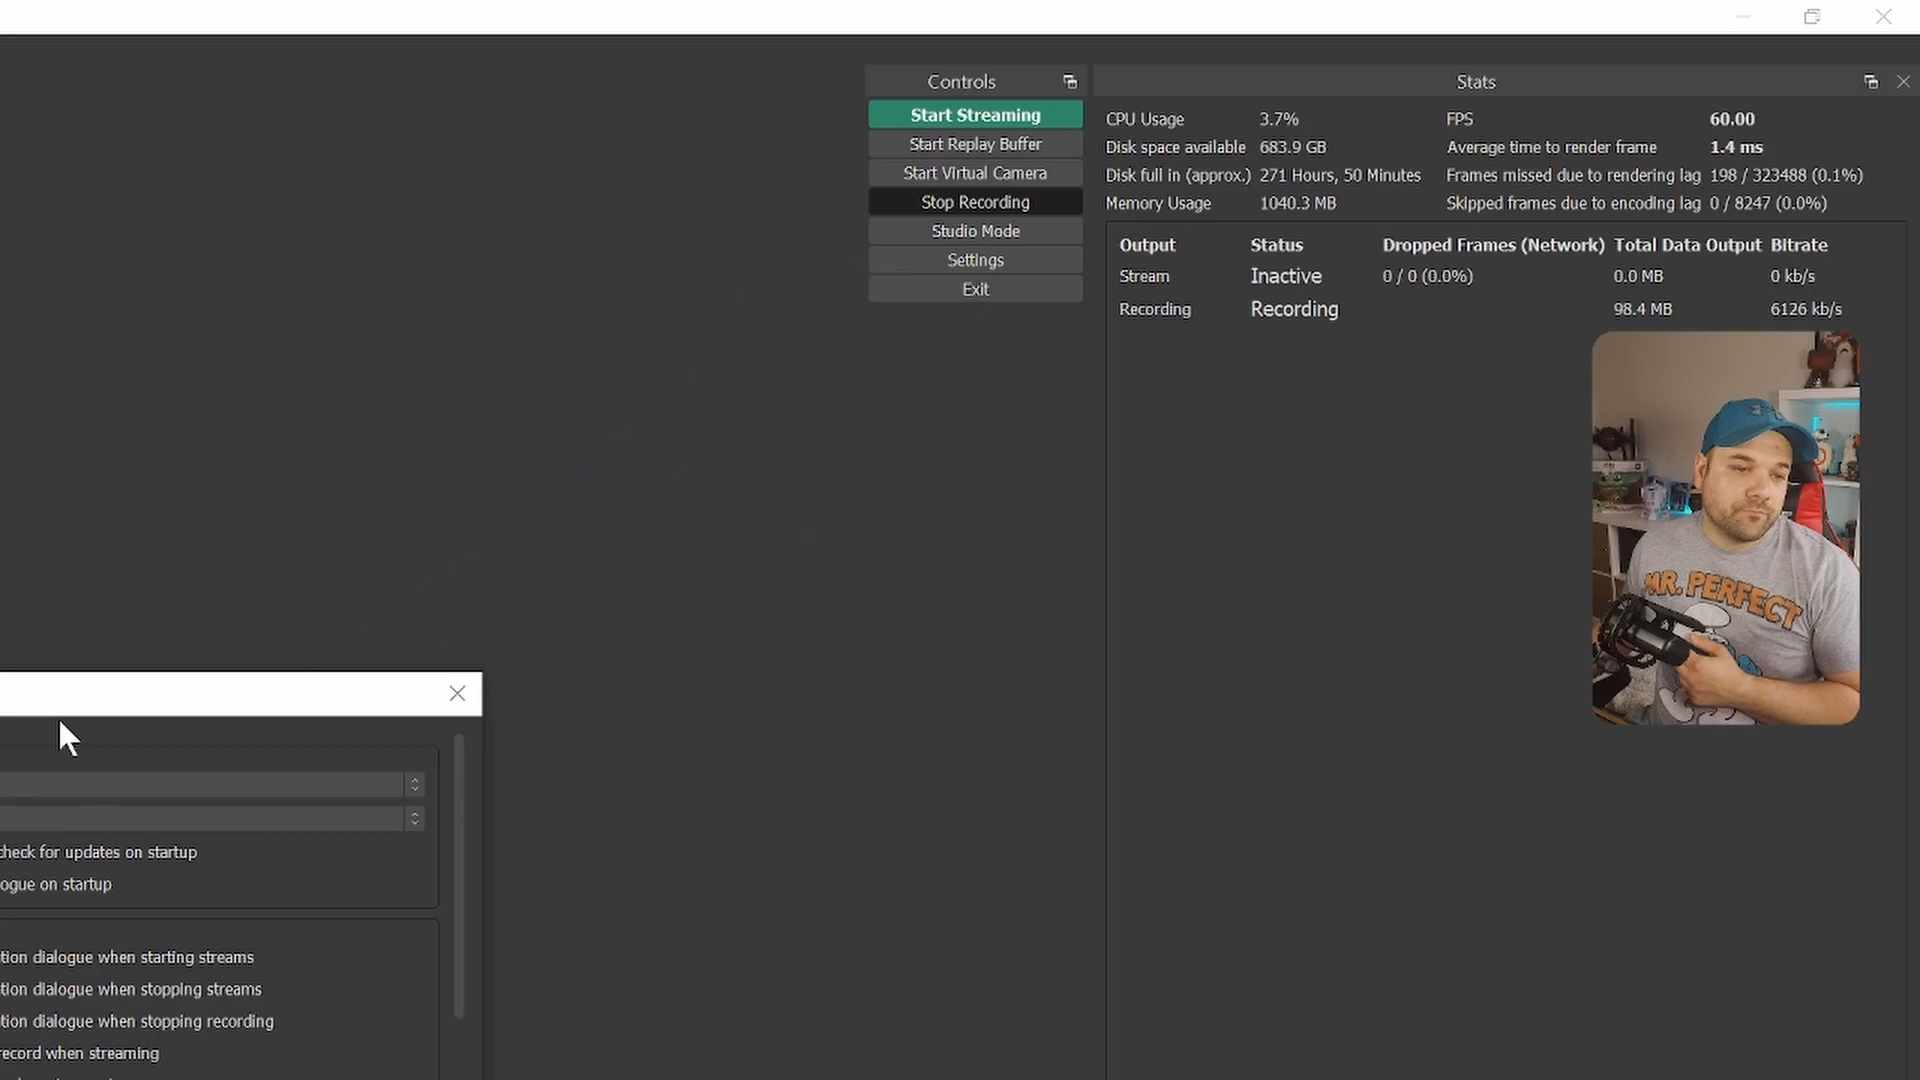 Controls
Start Streaming
Start Replay Buffer
Start Virtual Camera
Stop Recording
Studio Mode
Settings
Exit
Stats
CPU Usage 3.7% FPS 60.00
Disk space available 683.9 GB Average time to render frame 1.4 ms
Disk full in (approx.) 271 Hours, 50 Minutes Frames missed due to rendering lag 198 / 323488 (0.1%)
Memory Usage 1040.3 MB Skipped frames due to encoding lag 0 / 8247 (0.0%)
Output Status Dropped Frames (Network) Total Data Output Bitrate
Stream Inactive 0 / 0 (0.0%) 0.0 MB 0 kb/s
Recording Recording 98.4 MB 6126 kb/s
MR. PERFECT
check for updates on startup
ogue on startup
tion dialogue when starting streams
tion dialogue when stopping streams
tion dialogue when stopping recording
record when streaming